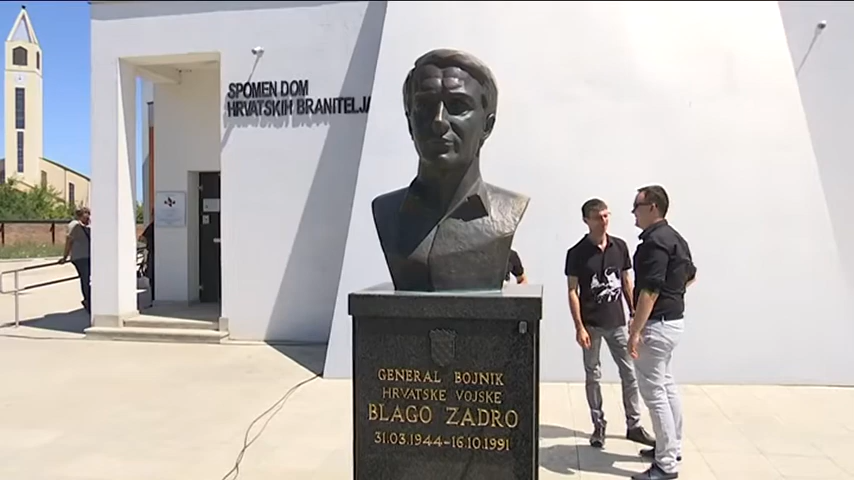 SPOMEN DOM
HRVATSKIH BRANITELJA
GENERAL BOJNIK
HRVATSKE VOJSKE
BLAGO ZADRO
31.03.1944-16.10.1991